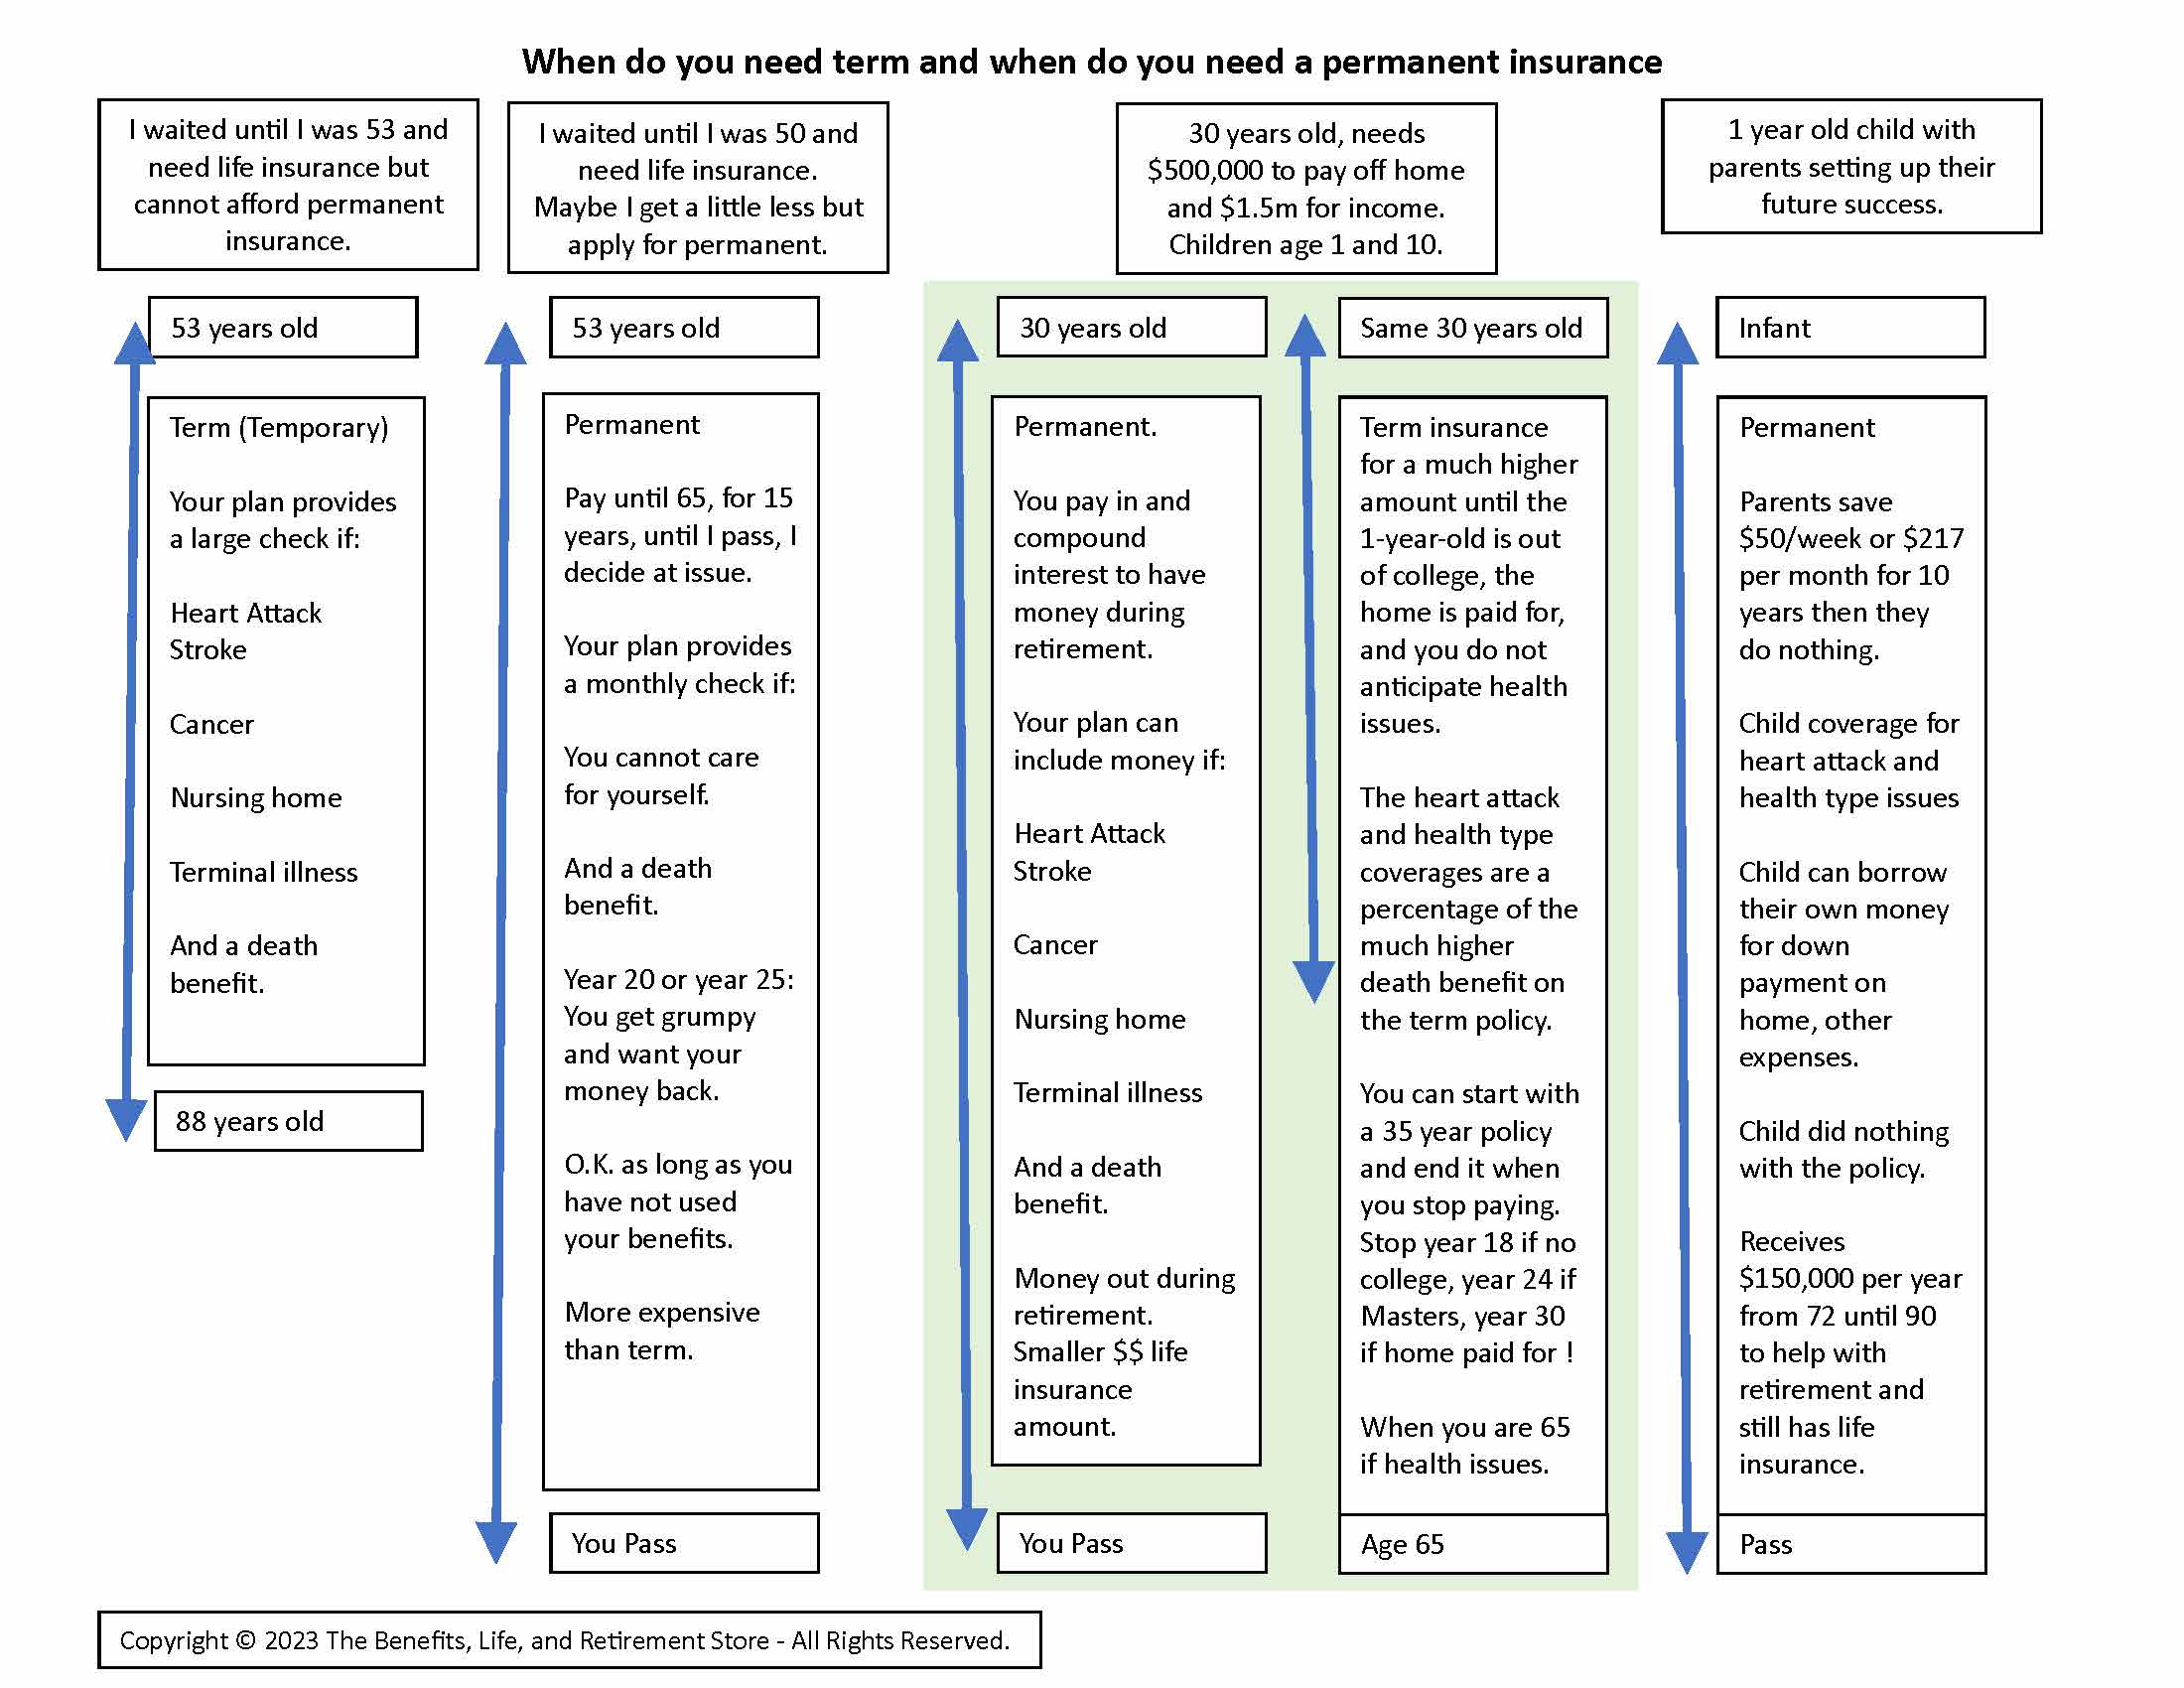 When do you need term and when do you need a permanent insurance
I waited until I was 53 and
need life insurance but
cannot afford permanent
insurance.
I waited until I was 50 and
need life insurance.
Maybe I get a little less but
apply for permanent.
30 years old, needs
$500,000 to pay off home
and $1.5m for income.
Children age 1 and 10.
1 year old child with
parents setting up their
future success.
53 years old
Term (Temporary)
Your plan provides
a large check if:
Heart Attack
Stroke
Cancer
Nursing home
Terminal illness
And a death
benefit.
88 years old
53 years old
Permanent
Pay until 65, for 15
years, until I pass, I
decide at issue.
Your plan provides
a monthly check if:
You cannot care
for yourself.
And a death
benefit.
Year 20 or year 25:
You get grumpy
and want your
money back.
O.K. as long as you
have not used
your benefits.
More expensive
than term.
You Pass
30 years old
Permanent.
You pay in and
compound
interest to have
money during
retirement.
Your plan can
include money if:
Heart Attack
Stroke
Cancer
Nursing home
Terminal illness
And a death
benefit.
Money out during
retirement.
Smaller $$ life
insurance
amount.
You Pass
Same 30 years old
Term insurance
for a much higher
amount until the
1-year-old is out
of college, the
home is paid for,
and you do not
anticipate health
issues.
The heart attack
and health type
coverages are a
percentage of the
much higher
death benefit on
the term policy.
You can start with
a 35 year policy
and end it when
you stop paying.
Stop year 18 if no
college, year 24 if
Masters, year 30
if home paid for !
When you are 65
if health issues.
Age 65
Infant
Permanent
Parents save
$50/week or $217
per month for 10
years then they
do nothing.
Child coverage for
heart attack and
health type issues
Child can borrow
their own money
for down
payment on
home, other
expenses.
Child did nothing
with the policy.
Receives
$150,000 per year
from 72 until 90
to help with
retirement and
still has life
insurance.
Pass
Copyright © 2023 The Benefits, Life, and Retirement Store - All Rights Reserved.